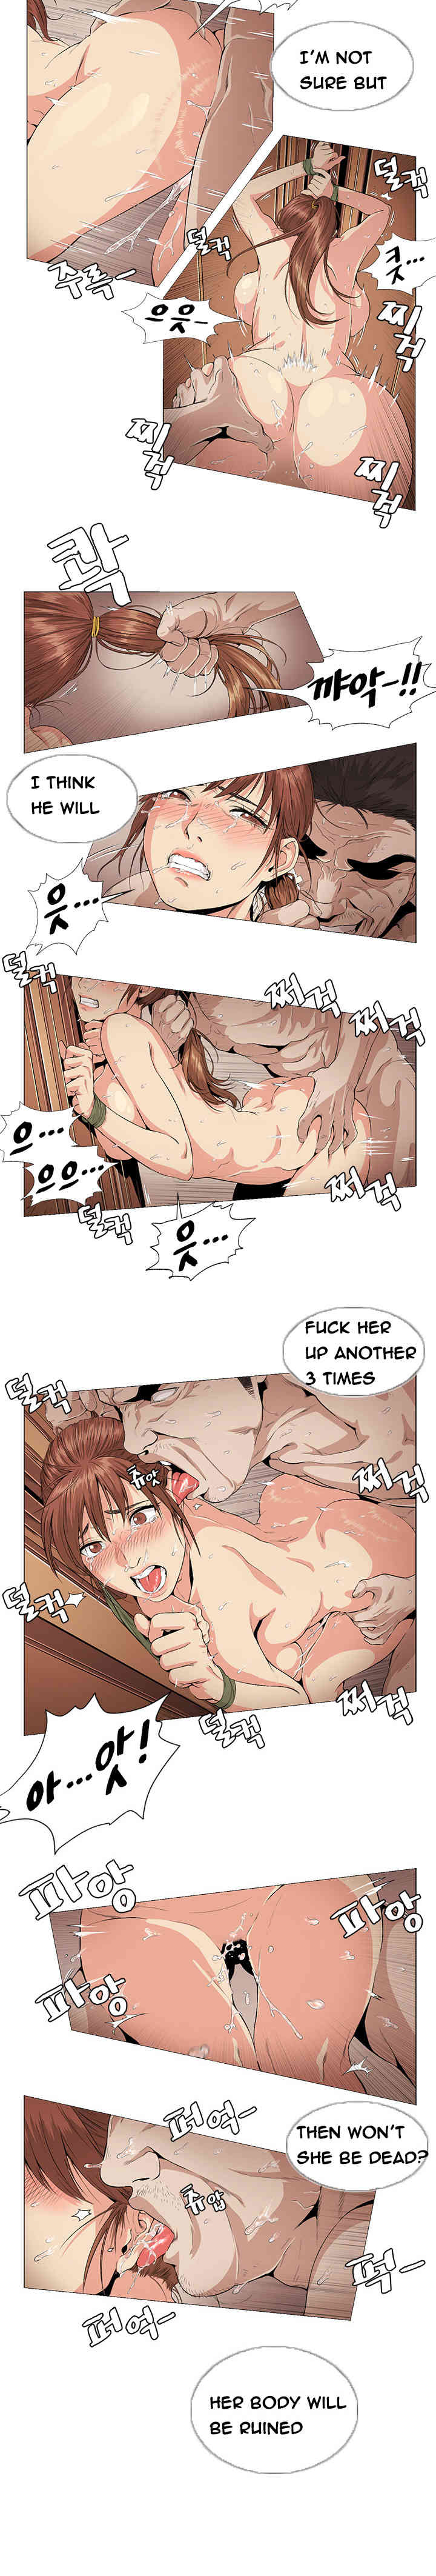 I'M NOT
SURE BUT
덜컥
덜컥
큿...
으읏-
찌걱
주륵-
찌걱
찌걱
콱
꺄악-!!
I THINK
HE WILL
읏...
덜컥
쩌걱
쩌걱
으...
으으...
쩌걱
덜컥
읏...
FUCK HER
UP ANOTHER
3 TIMES
덜컥
츄앗
쩌걱
덜컥
쩌걱
덜컥
아...앗!
파앙
파앙
파앙
퍼억-
THEN WON'T
SHE BE DEAD?
츄압
퍽-
퍼억-
HER BODY WILL
BE RUINED